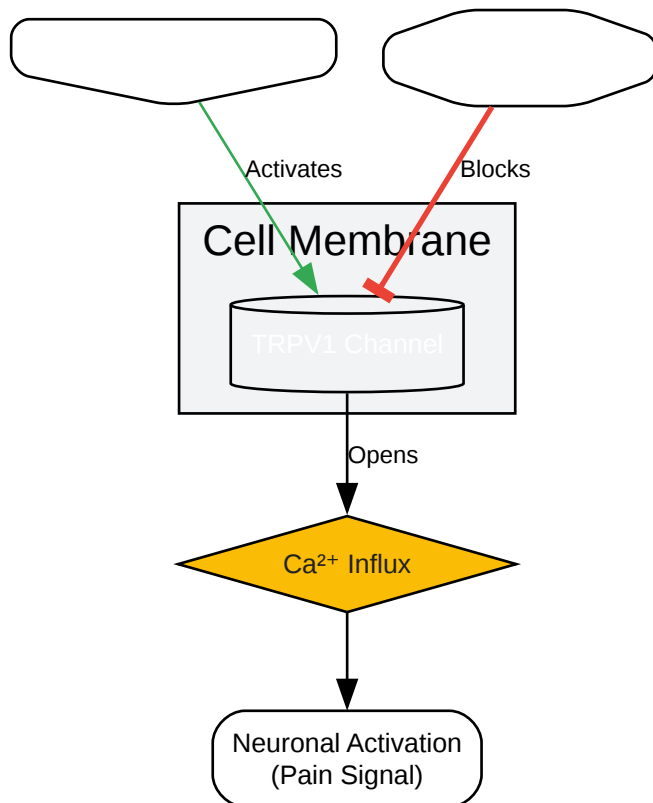 Activates
Blocks
Cell Membrane
TRPV1 Channel
Opens
Ca²⁺ Influx
Neuronal Activation
(Pain Signal)